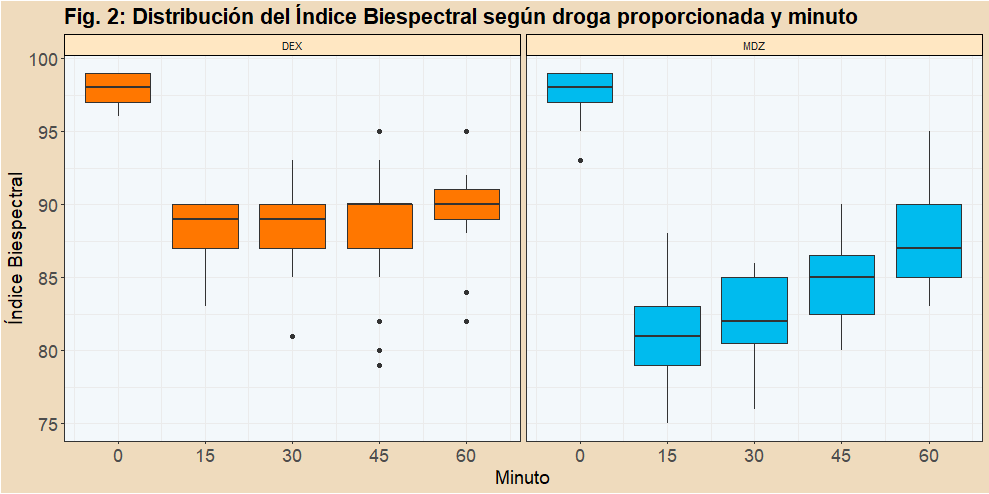 Fig. 2: Distribución del Índice Biespectral según droga proporcionada y minuto
DEX
MDZ
Índice Biespectral
100
95
90
85
80
75
0 15 30 45 60
0 15 30 45 60
Minuto